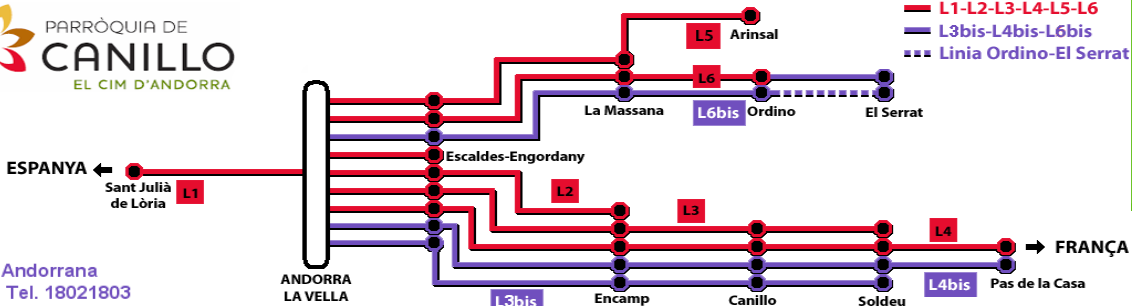 PARRÒQUIA DE
CANILLO
EL CIM D'ANDORRA
L1-L2-L3-L4-L5-L6
L3bis-L4bis-L6bis
Linia Ordino-El Serrat
L5
Arinsal
L6
La Massana
L6bis
Ordino
El Serrat
Escaldes-Engordany
ESPANYA
Sant Julià
de Lòria
L1
L2
L3
L4
FRANÇA
Andorrana
Tel. 18021803
ANDORRA
LA VELLA
L3bis
Encamp
Canillo
Soldeu
L4bis
Pas de la Casa